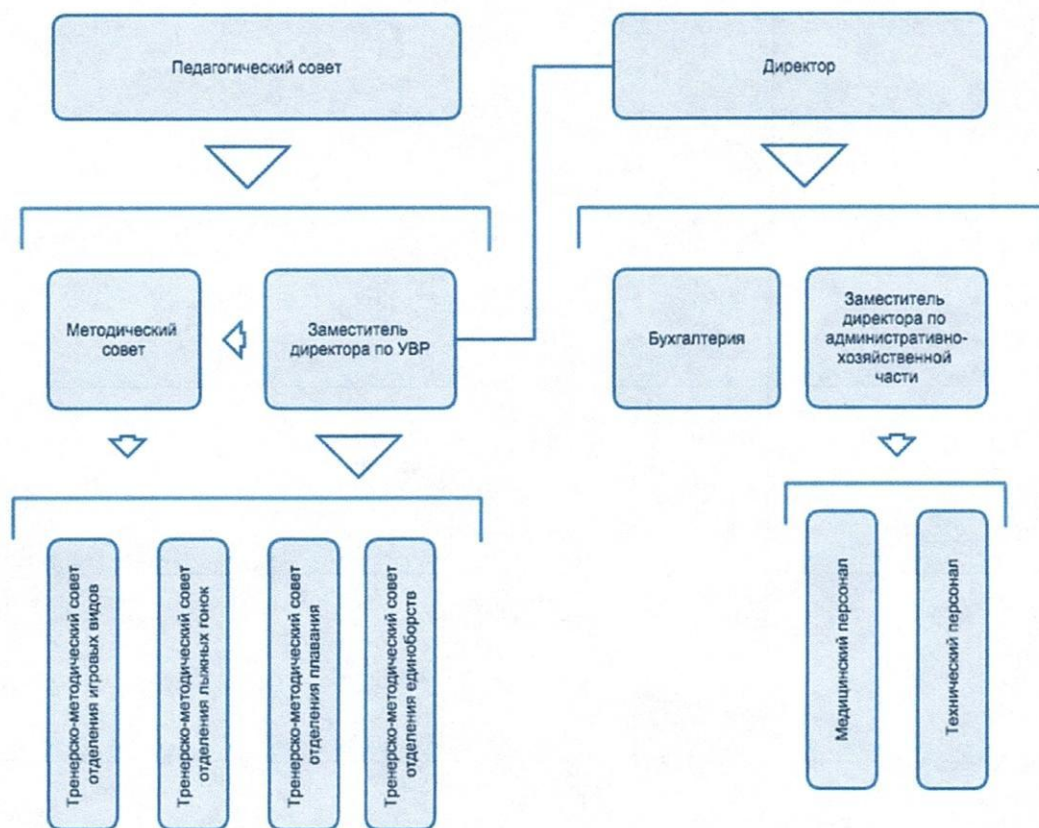 Педагогический совет
Директор
Методический
совет
Заместитель
директора по УВР
Бухгалтерия
Заместитель
директора по
административно-
хозяйственной
части
Тренерско-методический совет
отделения игровых видов
Тренерско-методический совет
отделения лыжных гонок
Тренерско-методический совет
отделения плавания
Тренерско-методический совет
отделения единоборств
Медицинский персонал
Технический персонал